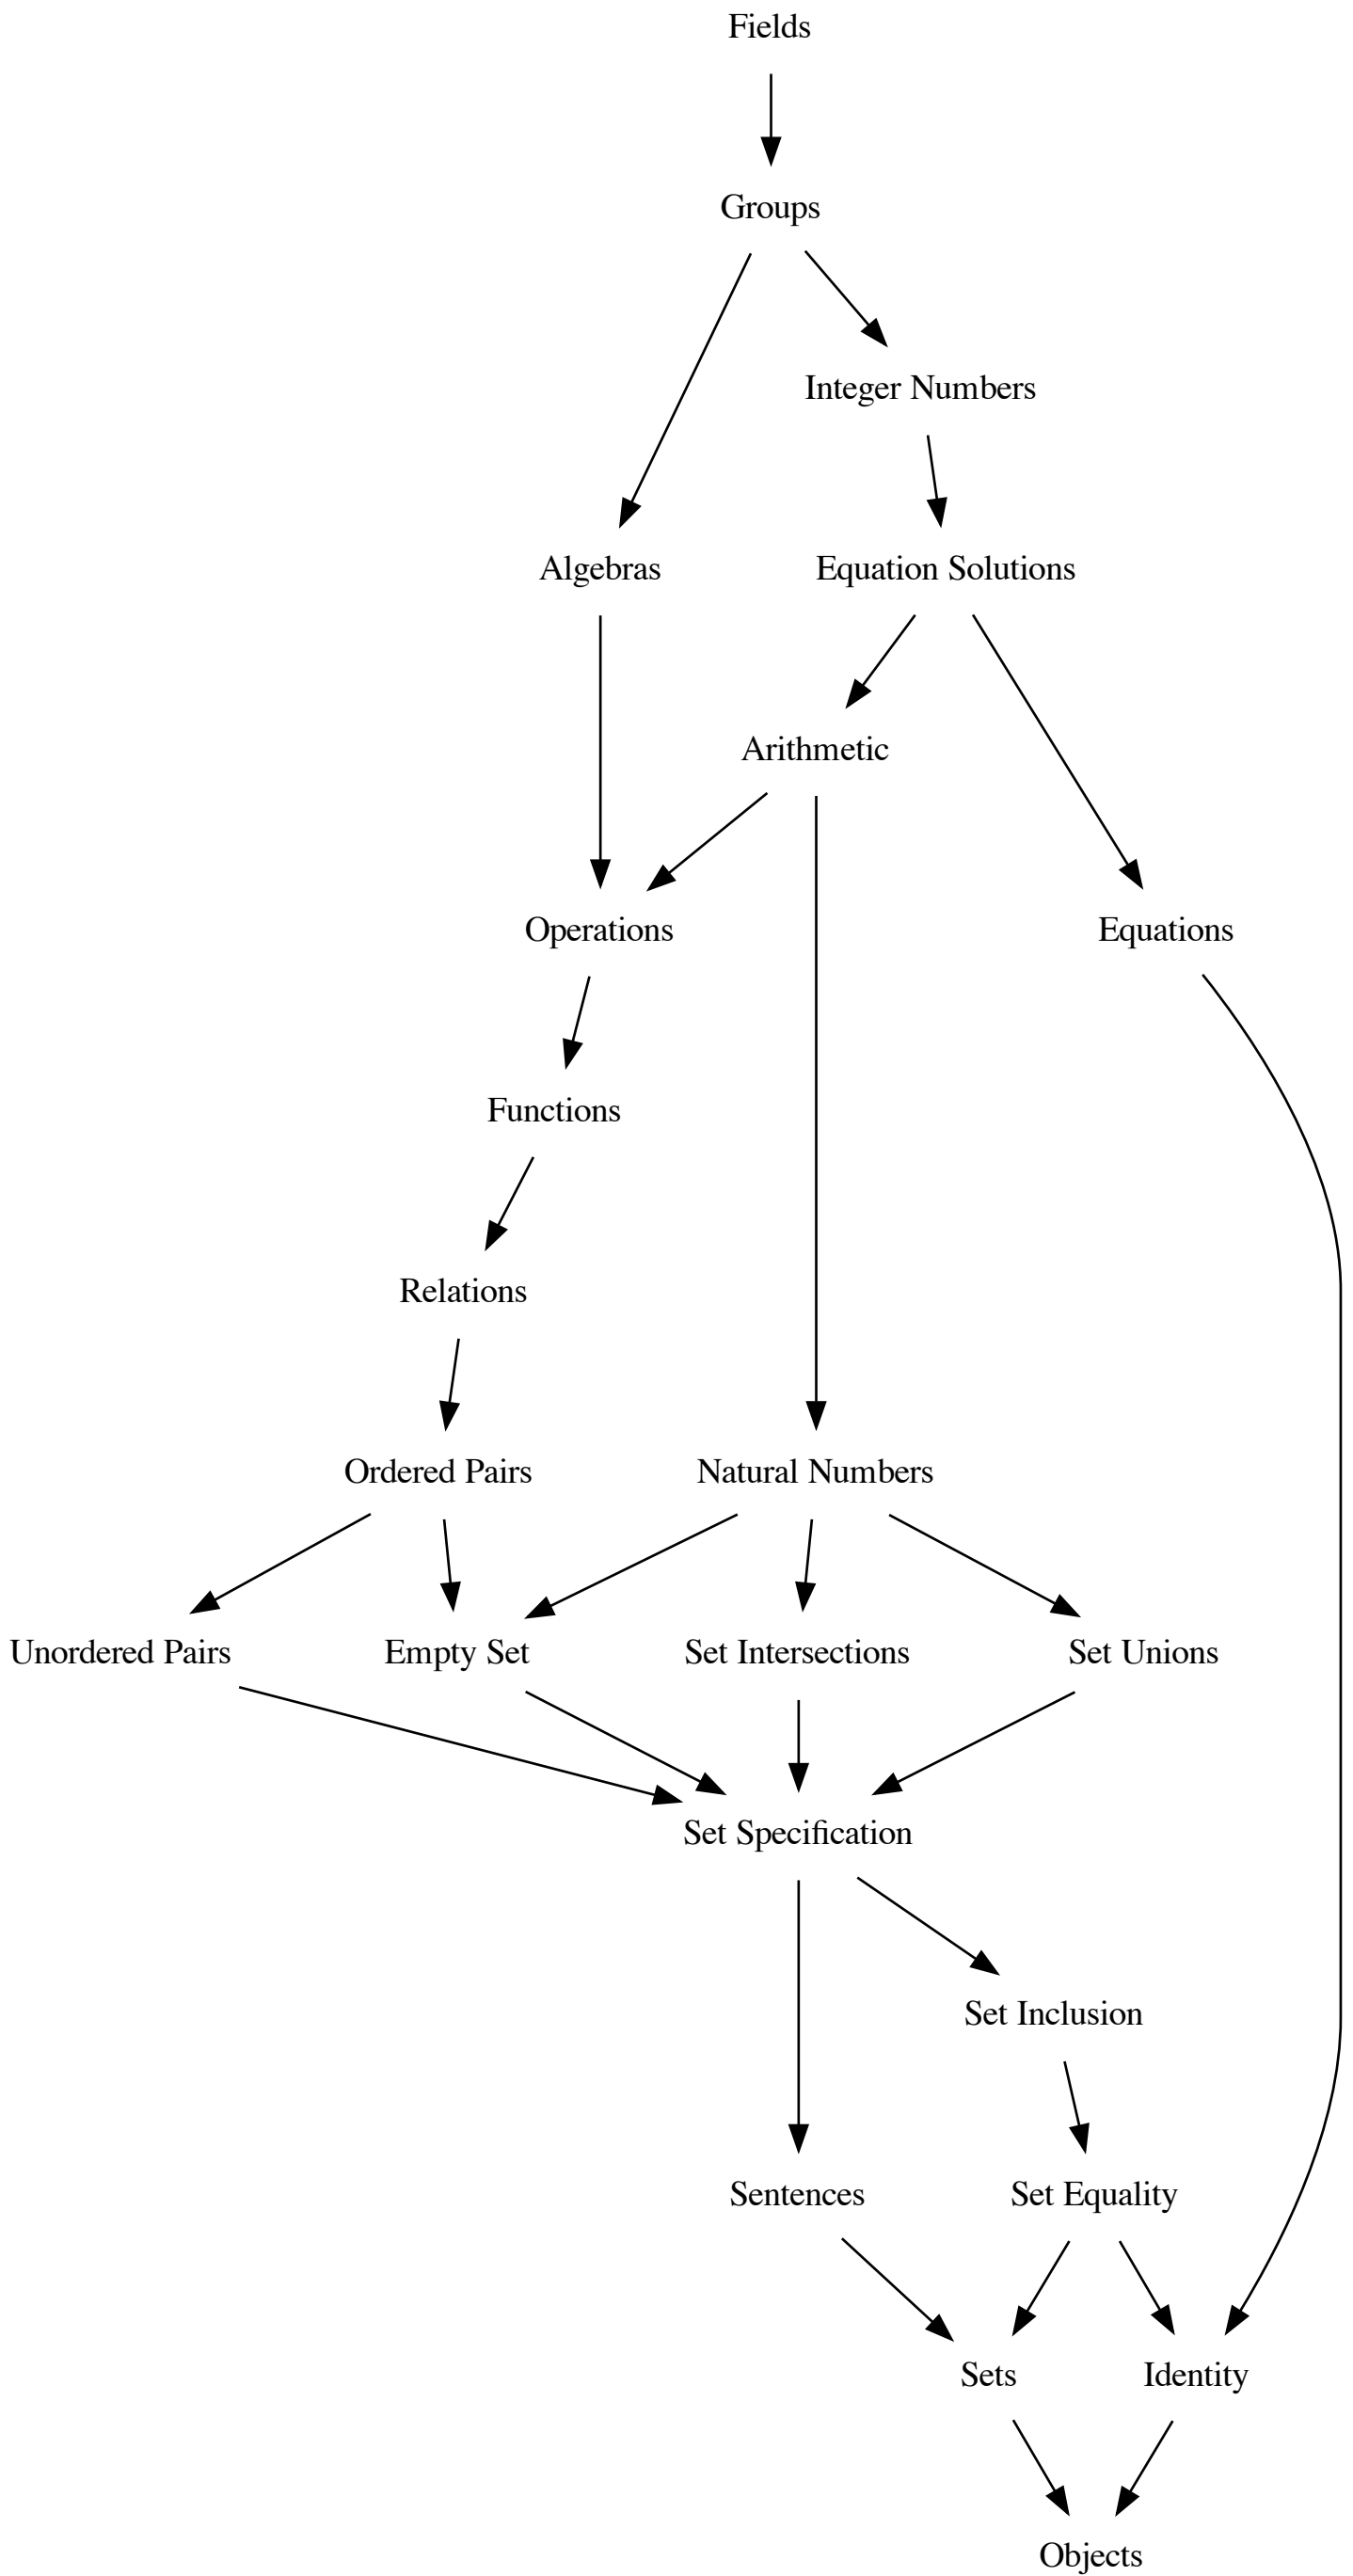 Fields
Groups
Integer Numbers
Algebras
Equation Solutions
Arithmetic
Operations
Equations
Functions
Relations
Ordered Pairs
Natural Numbers
Unordered Pairs
Empty Set
Set Intersections
Set Unions
Set Specification
Set Inclusion
Sentences
Set Equality
Sets
Identity
Objects